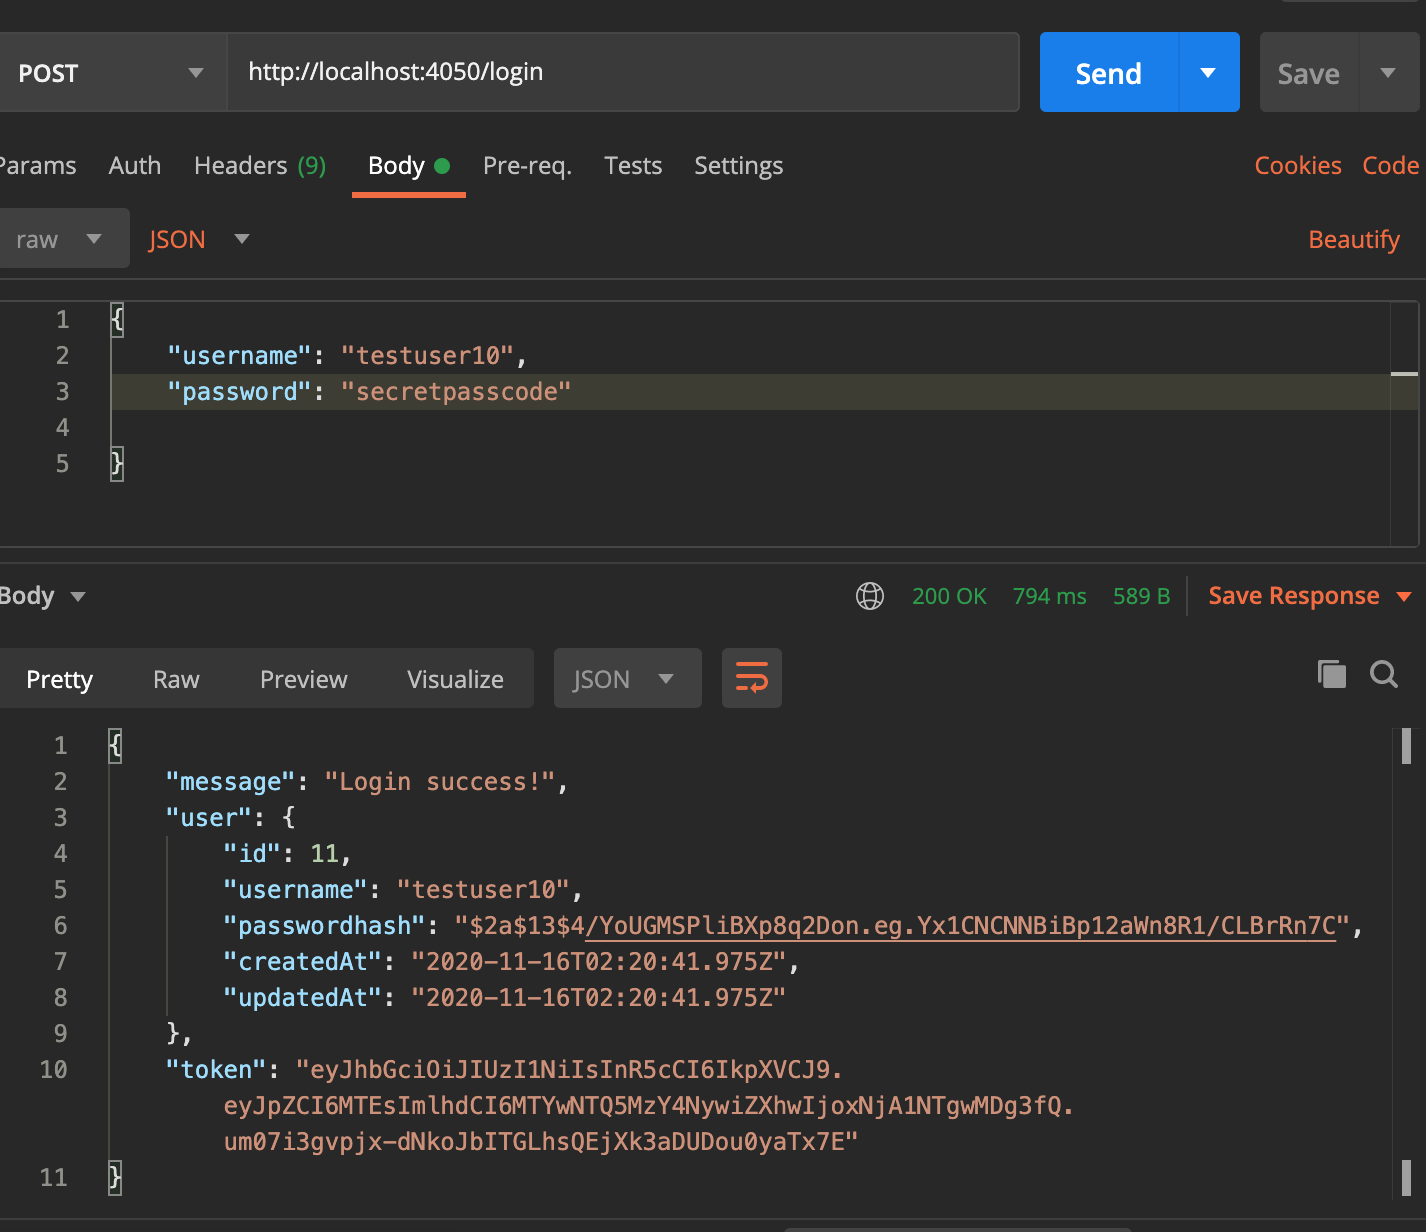 POST http://localhost:4050/login Send Save
Params Auth Headers (9) Body Pre-req. Tests Settings Cookies Code
raw JSON Beautify
1 {
2 "username": "testuser10",
3 "password": "secretpasscode"
4
5 }
Body 200 OK 794 ms 589 B Save Response
Pretty Raw Preview Visualize JSON
1 {
2 "message": "Login success!",
3 "user": {
4 "id": 11,
5 "username": "testuser10",
6 "passwordhash": "$2a$13$4/YoUGMSPliBXp8q2Don.eg.Yx1CNCNNBiBp12aWn8R1/CLBrRn7C",
7 "createdAt": "2020-11-16T02:20:41.975Z",
8 "updatedAt": "2020-11-16T02:20:41.975Z"
9 },
10 "token": "eyJhbGciOiJIUzI1NiIsInR5cCI6IkpXVCJ9.
eyJpZCI6MTEsImlhdCI6MTYwNTQ5MzY4NywiZXhwIjoxNjA1NTgwMDg3fQ.
um07i3gvpjx-dNkoJbITGLhsQEjXk3aDUDou0yaTx7E"
11 }